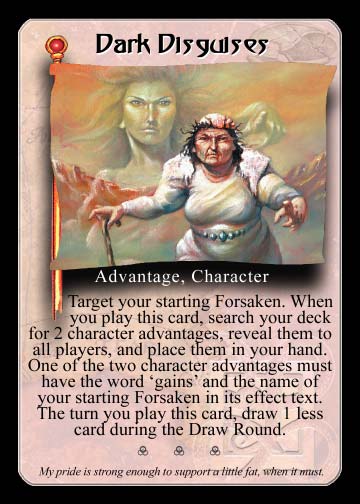 Dark Disguises
Advantage, Character
Target your starting Forsaken. When
you play this card, search your deck
for 2 character advantages, reveal them to
all players, and place them in your hand.
One of the two character advantages must
have the word ‘gains’ and the name of
your starting Forsaken in its effect text.
The turn you play this card, draw 1 less
card during the Draw Round.
My pride is strong enough to support a little fat, when it must.